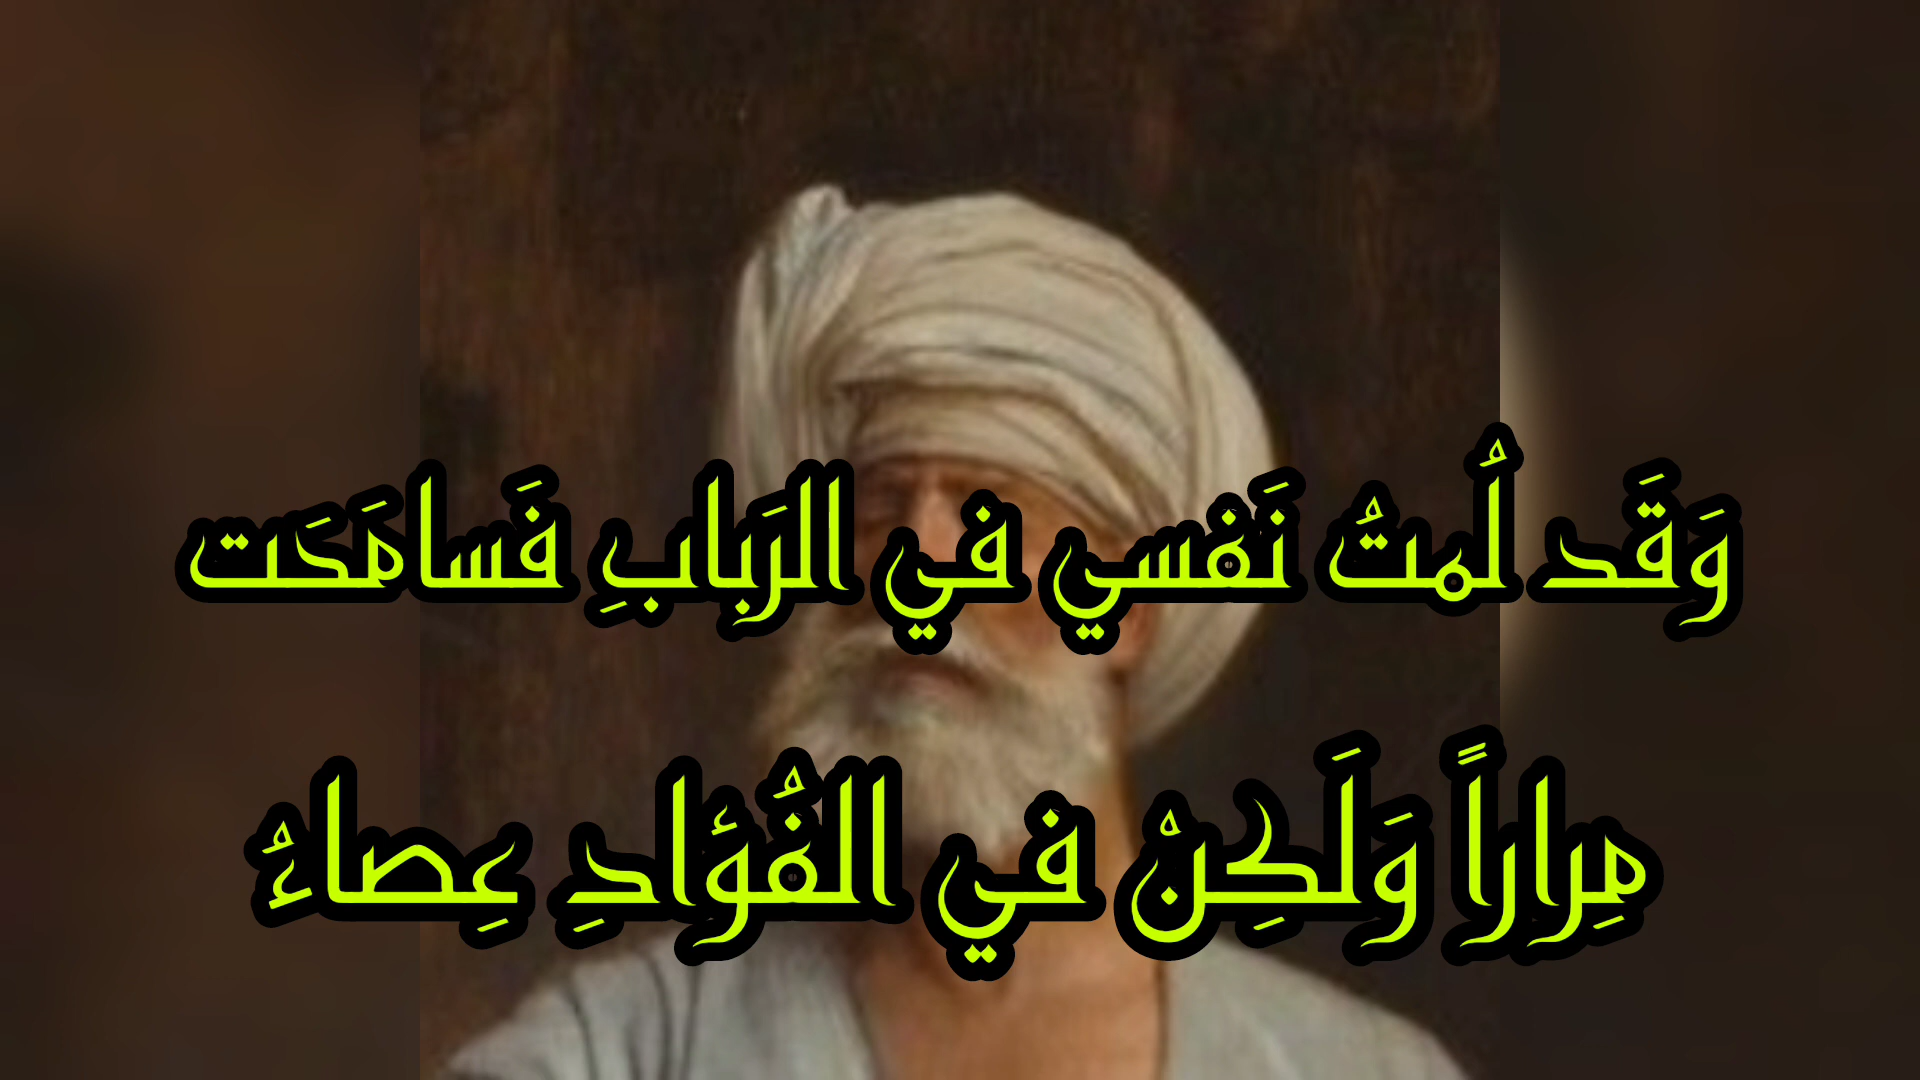 وَقَد لُمتُ نَفسي في الرَبابِ فَسامَحَت
مِراراً وَلَكِنْ في الفُؤادِ عِصاءُ